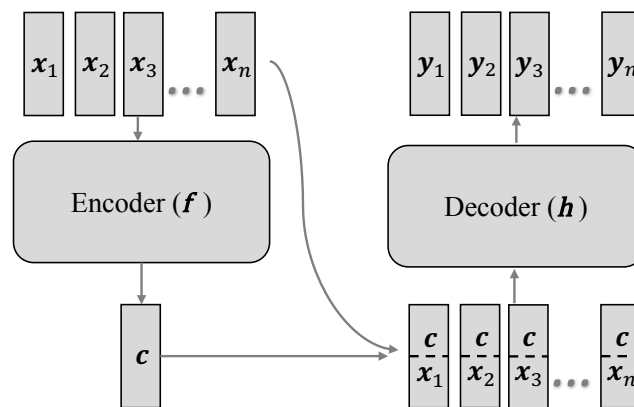 x₁ x₂ x₃ ... xₙ
y₁ y₂ y₃ ... yₙ
Encoder (f)
Decoder (h)
c
c c c c
x₁ x₂ x₃ ... xₙ